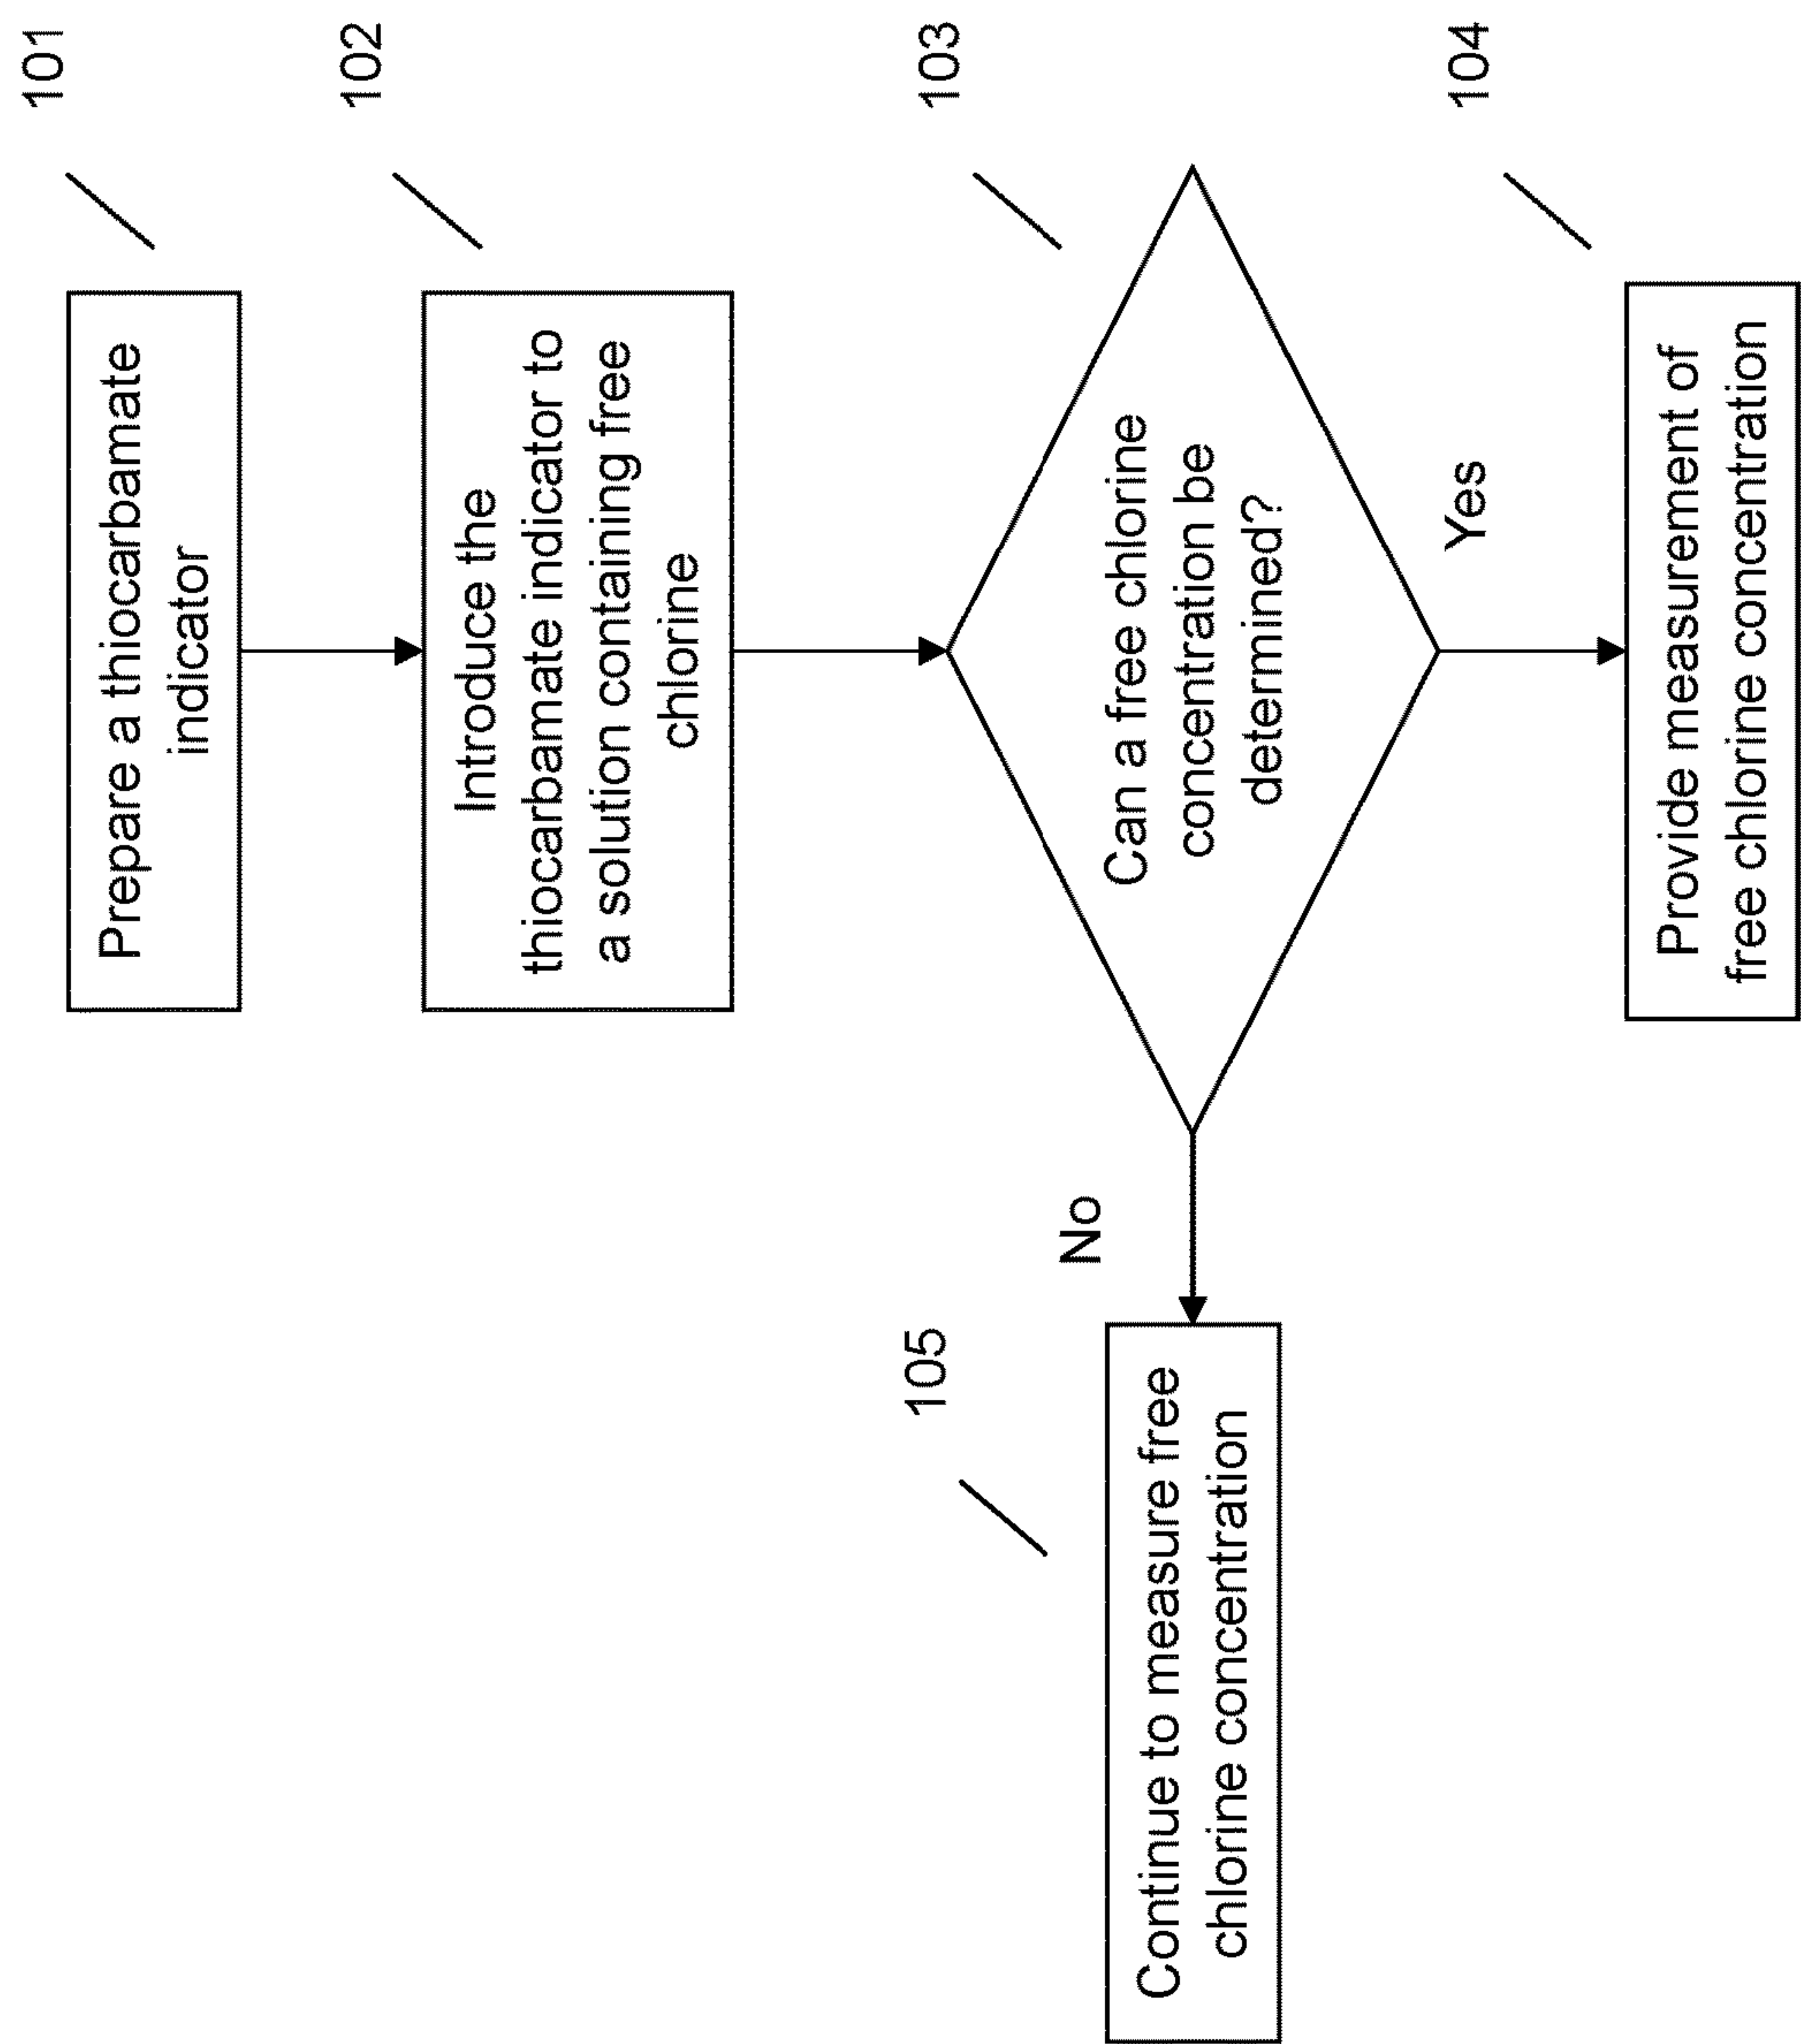 101
Prepare a thiocarbamate
indicator
102
Introduce the
thiocarbamate indicator to
a solution containing free
chlorine
103
Can a free chlorine
concentration be
determined?
No
Yes
105
Continue to measure free
chlorine concentration
104
Provide measurement of
free chlorine concentration